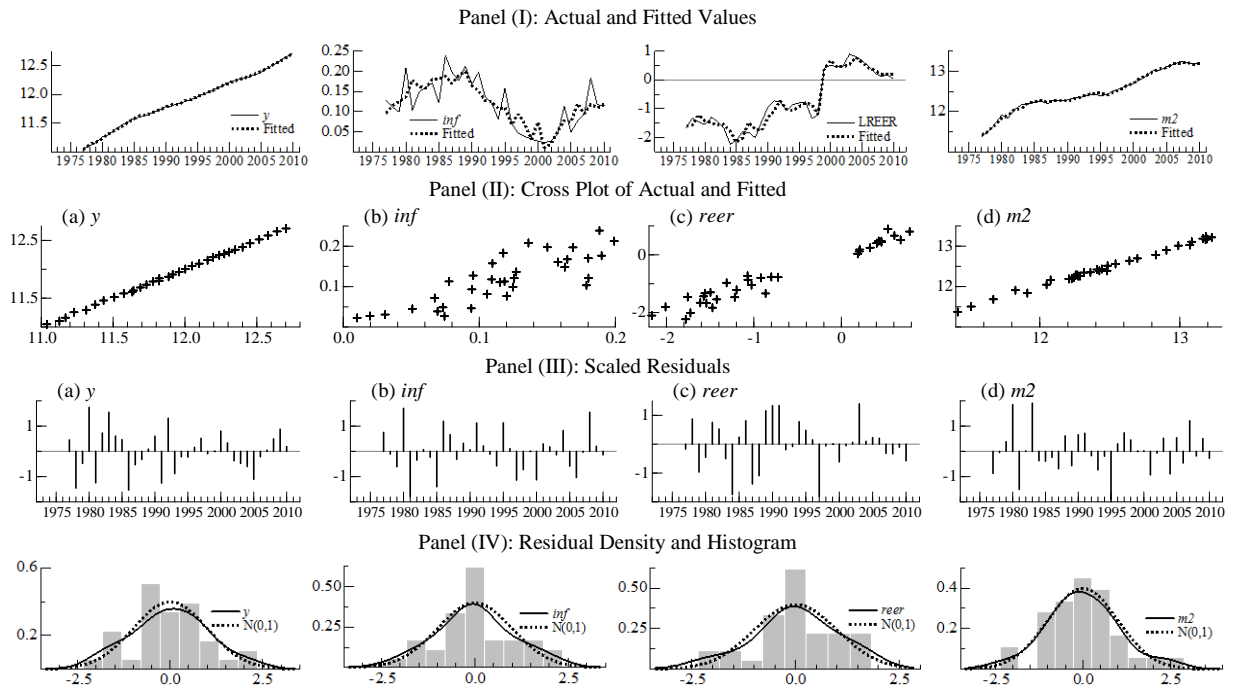 Panel (I): Actual and Fitted Values
12.5
12.0
11.5
y
Fitted
1975 1980 1985 1990 1995 2000 2005 2010
0.25
0.20
0.15
0.10
0.05
inf
Fitted
1975 1980 1985 1990 1995 2000 2005 2010
1
0
-1
-2
LREER
Fitted
1975 1980 1985 1990 1995 2000 2005 2010
13
12
m2
Fitted
1975 1980 1985 1990 1995 2000 2005 2010
Panel (II): Cross Plot of Actual and Fitted
(a) y
12.5
11.5
11.0 11.5 12.0 12.5
(b) inf
0.2
0.1
0.0 0.1 0.2
(c) reer
0
-2
-2 -1 0
(d) m2
13
12
12 13
Panel (III): Scaled Residuals
(a) y
1
-1
1975 1980 1985 1990 1995 2000 2005 2010
(b) inf
1
-1
1975 1980 1985 1990 1995 2000 2005 2010
(c) reer
1
-1
1975 1980 1985 1990 1995 2000 2005 2010
(d) m2
1
-1
1975 1980 1985 1990 1995 2000 2005 2010
Panel (IV): Residual Density and Histogram
0.6
0.2
y
N(0,1)
-2.5 0.0 2.5
0.50
0.25
inf
N(0,1)
-2.5 0.0 2.5
0.50
0.25
reer
N(0,1)
-2.5 0.0 2.5
0.4
0.2
m2
N(0,1)
-2.5 0.0 2.5